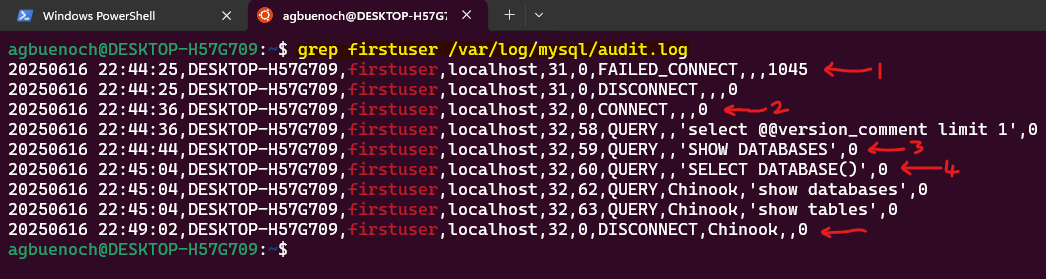 Windows PowerShell
agbuenoch@DESKTOP-H57G7
agbuenoch@DESKTOP-H57G709:~$ grep firstuser /var/log/mysql/audit.log
20250616 22:44:25,DESKTOP-H57G709,firstuser,localhost,31,0,FAILED_CONNECT,,,1045 1
20250616 22:44:25,DESKTOP-H57G709,firstuser,localhost,31,0,DISCONNECT,,,0
20250616 22:44:36,DESKTOP-H57G709,firstuser,localhost,32,0,CONNECT,,,0 2
20250616 22:44:36,DESKTOP-H57G709,firstuser,localhost,32,58,QUERY,,'select @@version_comment limit 1',0
20250616 22:44:44,DESKTOP-H57G709,firstuser,localhost,32,59,QUERY,,'SHOW DATABASES',0 3
20250616 22:45:04,DESKTOP-H57G709,firstuser,localhost,32,60,QUERY,,'SELECT DATABASE()',0 4
20250616 22:45:04,DESKTOP-H57G709,firstuser,localhost,32,62,QUERY,Chinook,'show databases',0
20250616 22:45:04,DESKTOP-H57G709,firstuser,localhost,32,63,QUERY,Chinook,'show tables',0
20250616 22:49:02,DESKTOP-H57G709,firstuser,localhost,32,0,DISCONNECT,Chinook,,0
agbuenoch@DESKTOP-H57G709:~$